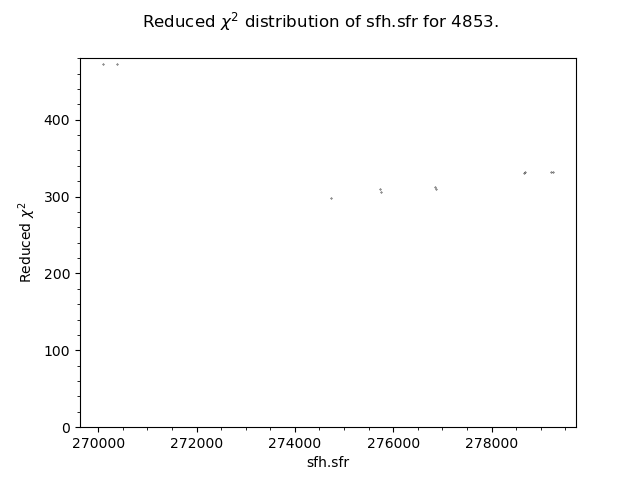 Reduced χ² distribution of sfh.sfr for 4853.
400
300
200
100
0
Reduced χ²
270000 272000 274000 276000 278000
sfh.sfr